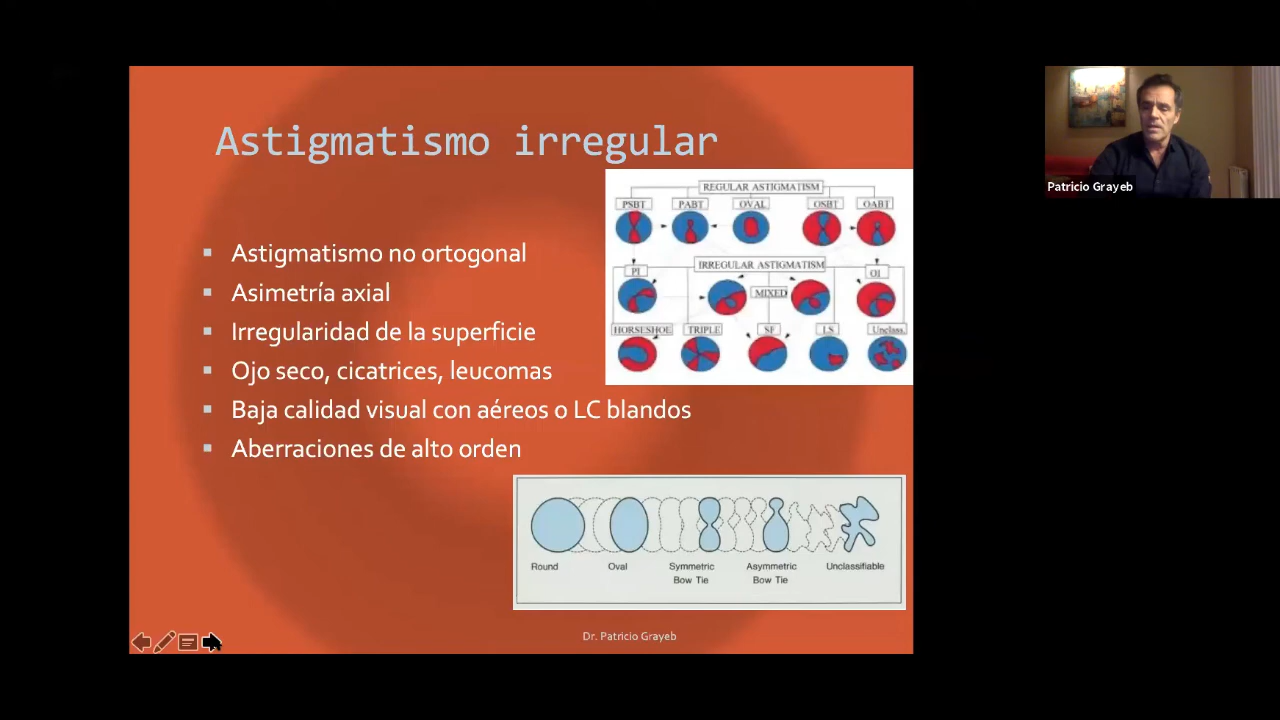 Astigmatismo irregular
Astigmatismo no ortogonal
Asimetría axial
Irregularidad de la superficie
Ojo seco, cicatrices, leucomas
Baja calidad visual con aéreos o LC blandos
Aberraciones de alto orden
REGULAR ASTIGMATISM
PSBT PABT OVAL OSBT OABT
IRREGULAR ASTIGMATISM
PI MIXED OI
HORSESHOE TRIPLE SF I.S. Unclass.
Round Oval Symmetric Bow Tie Asymmetric Bow Tie Unclassifiable
Dr. Patricio Grayeb
Patricio Grayeb